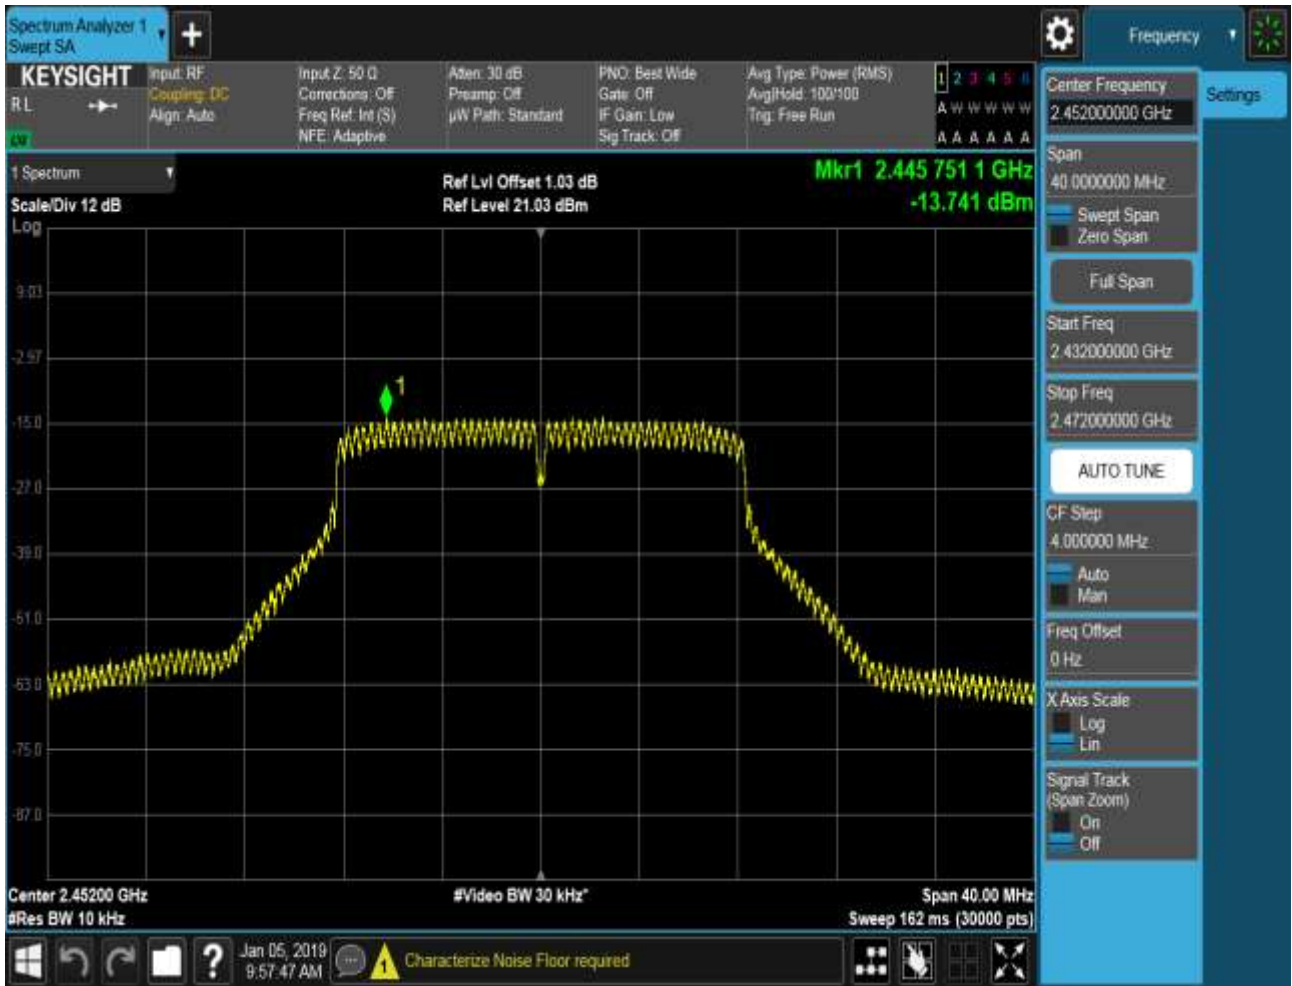 Spectrum Analyzer 1
Swept SA
+
Frequency
KEYSIGHT
RL
Input: RF
Coupling: DC
Align: Auto
Input Z: 50 Ω
Corrections: Off
Freq Ref: Int (S)
NFE: Adaptive
Atten: 30 dB
Preamp: Off
µW Path: Standard
PNO: Best Wide
Gate: Off
IF Gain: Low
Sig Track: Off
Avg Type: Power (RMS)
Avg|Hold: 100/100
Trig: Free Run
1 2 3 4 5 6
A W W W W W
A A A A A A
1 Spectrum
Scale/Div 12 dB
Log
Ref Lvl Offset 1.03 dB
Ref Level 21.03 dBm
Mkr1 2.445 751 1 GHz
-13.741 dBm
9.03
-2.97
-15.0
-27.0
-39.0
-51.0
-63.0
-75.0
-87.0
1
Center 2.45200 GHz
#Res BW 10 kHz
#Video BW 30 kHz*
Span 40.00 MHz
Sweep 162 ms (30000 pts)
Center Frequency
2.452000000 GHz
Settings
Span
40.0000000 MHz
Swept Span
Zero Span
Full Span
Start Freq
2.432000000 GHz
Stop Freq
2.472000000 GHz
AUTO TUNE
CF Step
4.000000 MHz
Auto
Man
Freq Offset
0 Hz
X Axis Scale
Log
Lin
Signal Track
(Span Zoom)
On
Off
?
Jan 05, 2019
9:57:47 AM
1
Characterize Noise Floor required